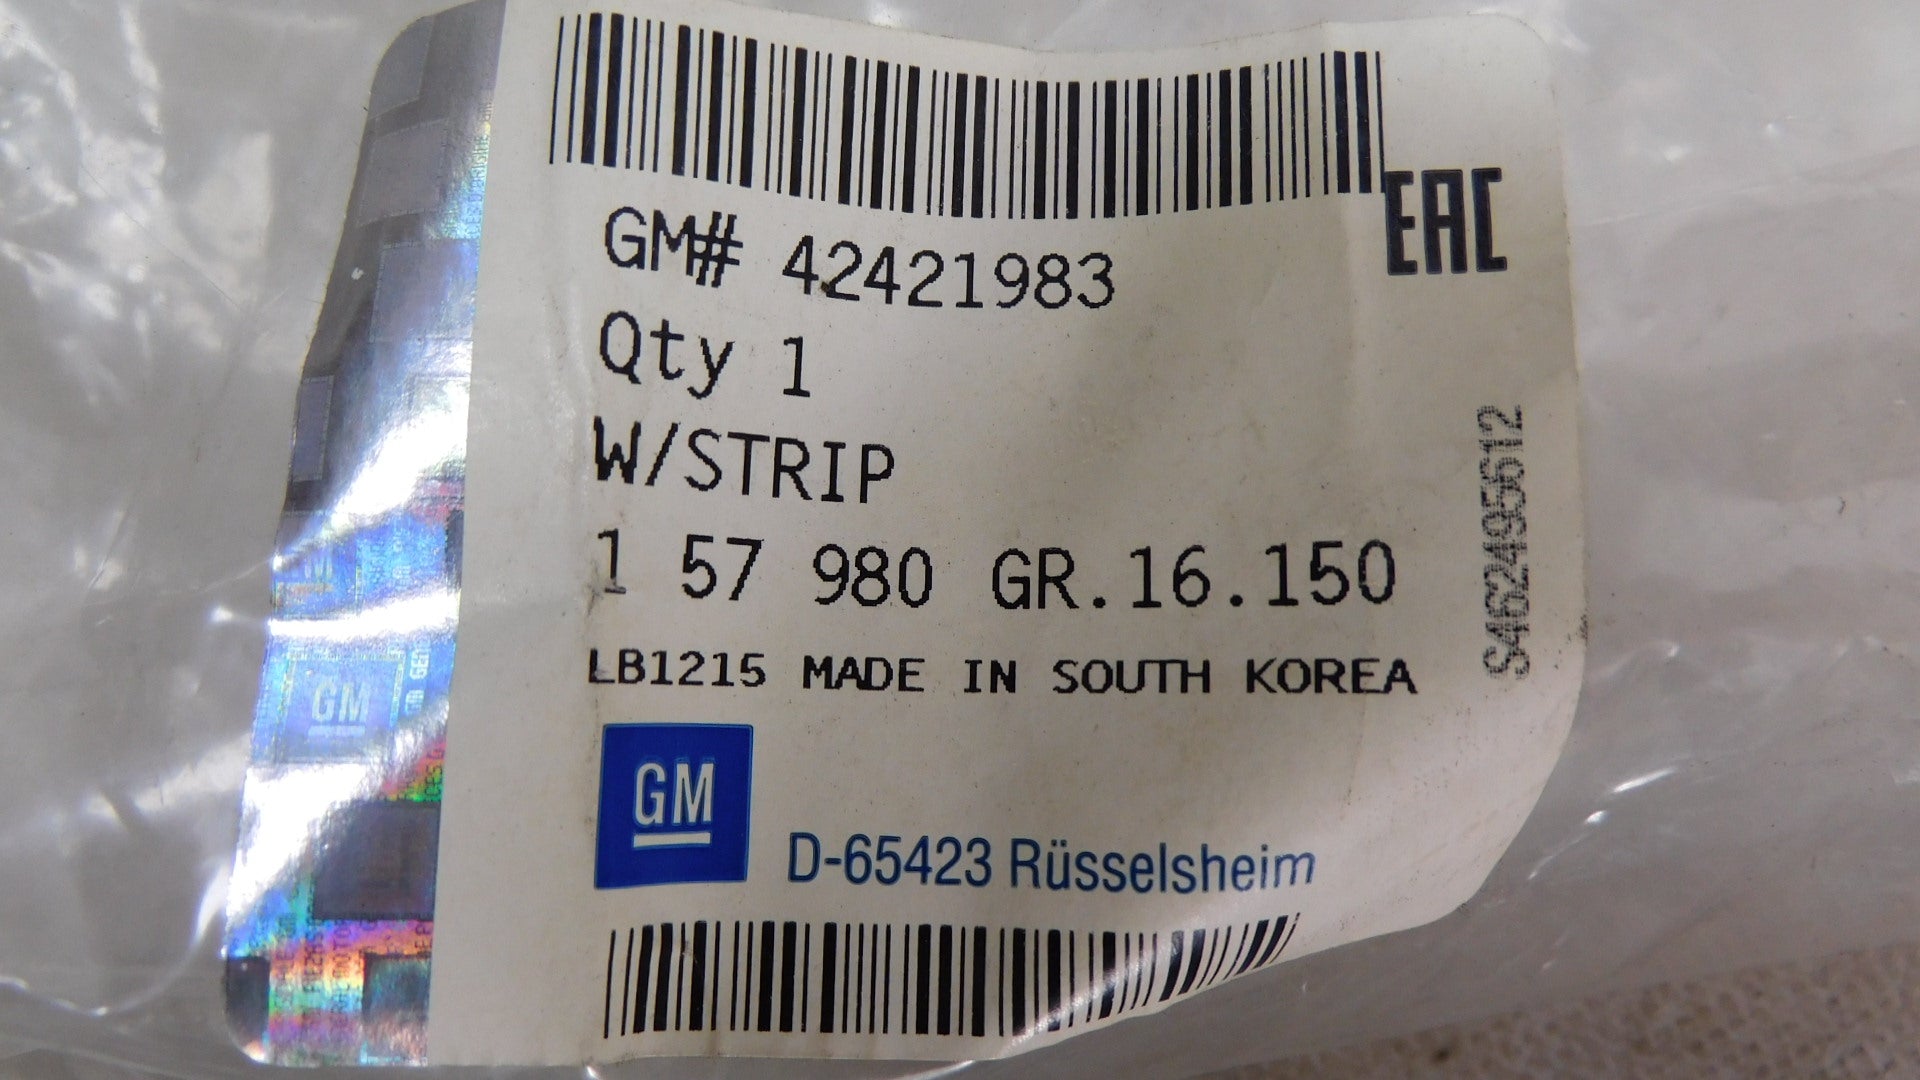 EAC
GM# 42421983
Qty 1
W/STRIP
1 57 980 GR.16.150
LB1215 MADE IN SOUTH KOREA
S462495612
GM
D-65423 Rüsselsheim
GM